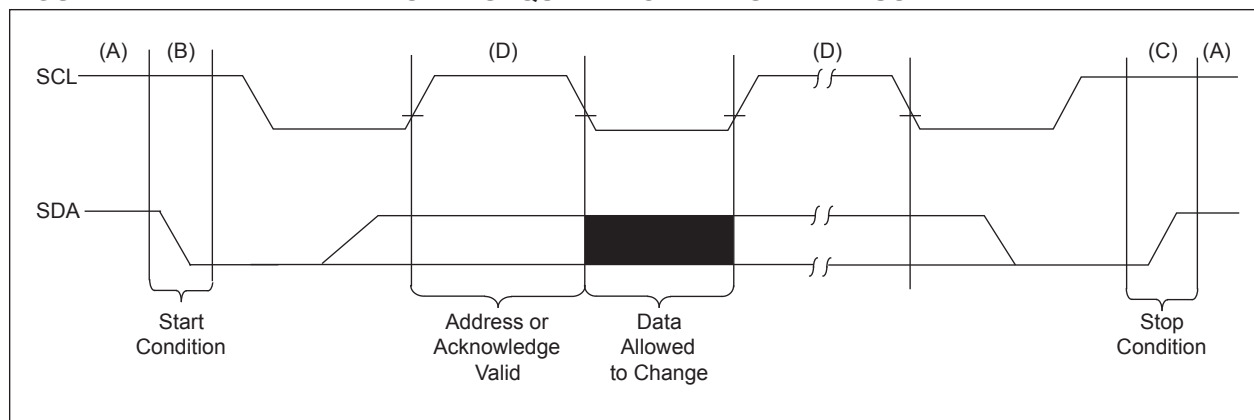 (A) (B) (D) (D) (C) (A)
SCL
SDA
Start
Condition
Address or
Acknowledge
Valid
Data
Allowed
to Change
Stop
Condition